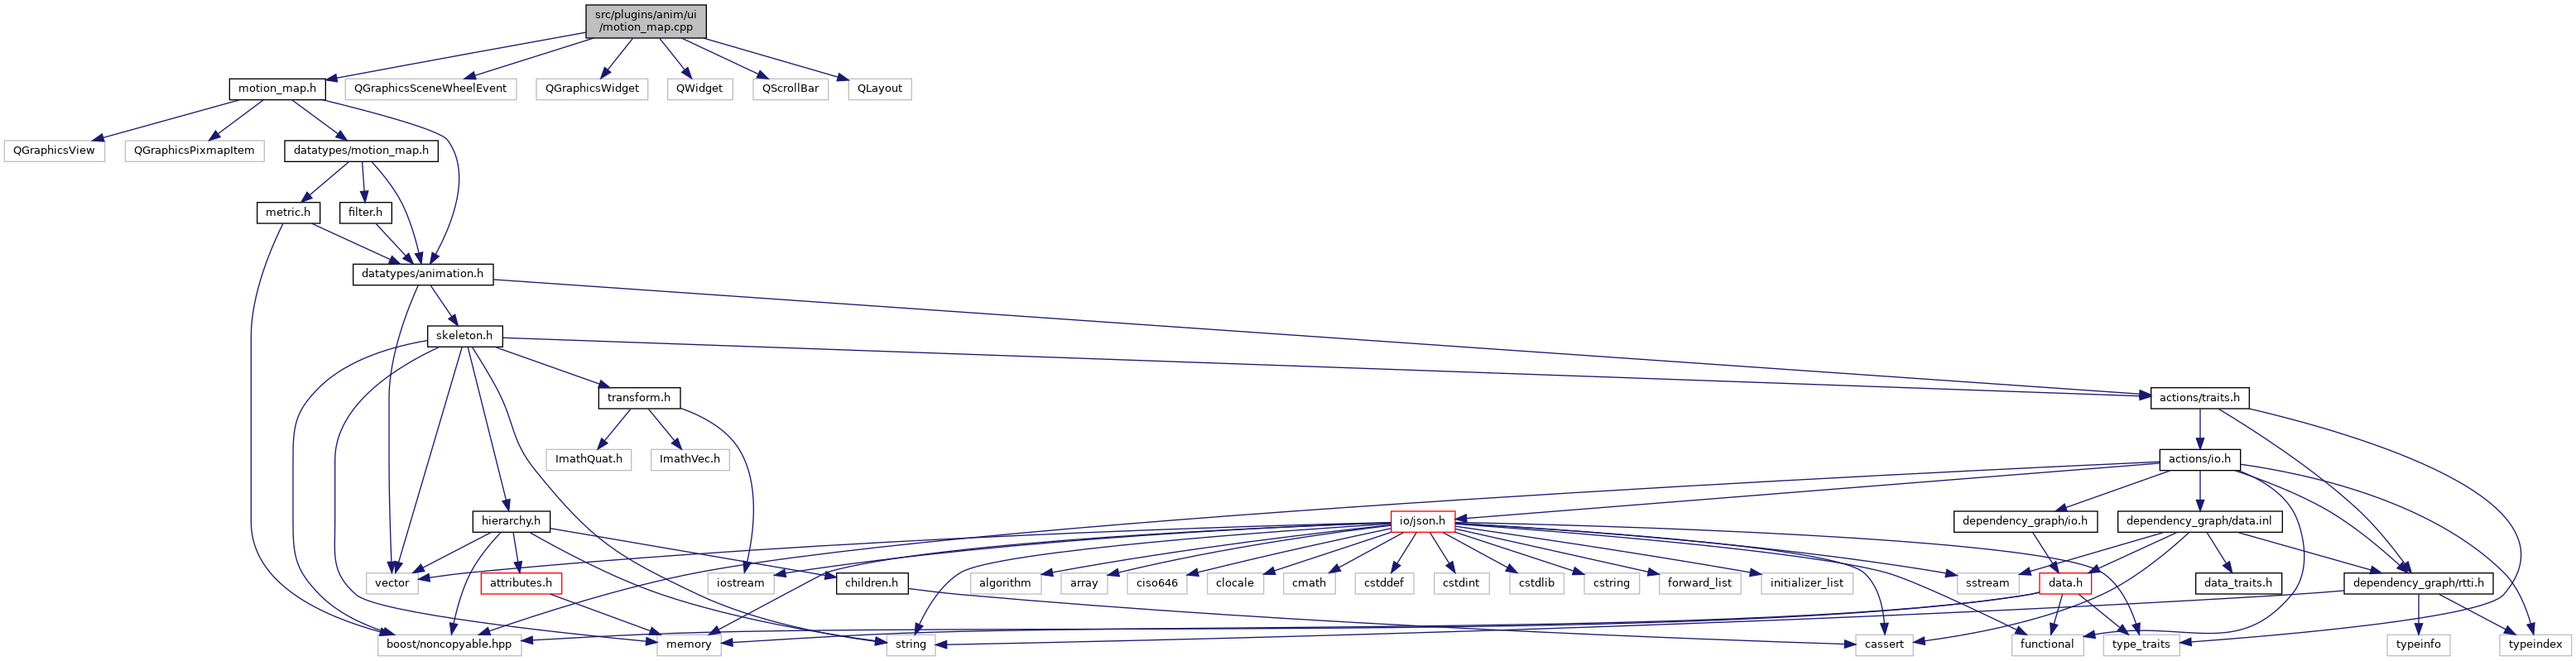 src/plugins/anim/ui
/motion_map.cpp
motion_map.h
QGraphicsSceneWheelEvent
QGraphicsWidget
QWidget
QScrollBar
QLayout
QGraphicsView
QGraphicsPixmapItem
datatypes/motion_map.h
metric.h
filter.h
datatypes/animation.h
skeleton.h
transform.h
actions/traits.h
ImathQuat.h
ImathVec.h
actions/io.h
hierarchy.h
io/json.h
dependency_graph/io.h
dependency_graph/data.inl
vector
attributes.h
iostream
children.h
algorithm
array
ciso646
clocale
cmath
cstddef
cstdint
cstdlib
cstring
forward_list
initializer_list
sstream
data.h
data_traits.h
dependency_graph/rtti.h
boost/noncopyable.hpp
memory
string
cassert
functional
type_traits
typeinfo
typeindex